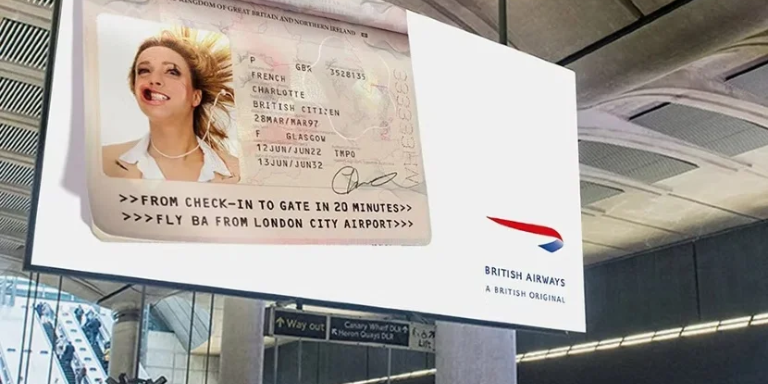 KINGDOM OF GREAT BRITAIN AND NORTHERN IRELAND
P GBR 3528135
FRENCH
CHARLOTTE
BRITISH CITIZEN
28MAR/MAR97
F GLASGOW
12JUN/JUN22 TMPO
13JUN/JUN32
>>FROM CHECK-IN TO GATE IN 20 MINUTES>>
>>>FLY BA FROM LONDON CITY AIRPORT>>>
BRITISH AIRWAYS
A BRITISH ORIGINAL
Way out
Canary Wharf DLR
Heron Quays DLR